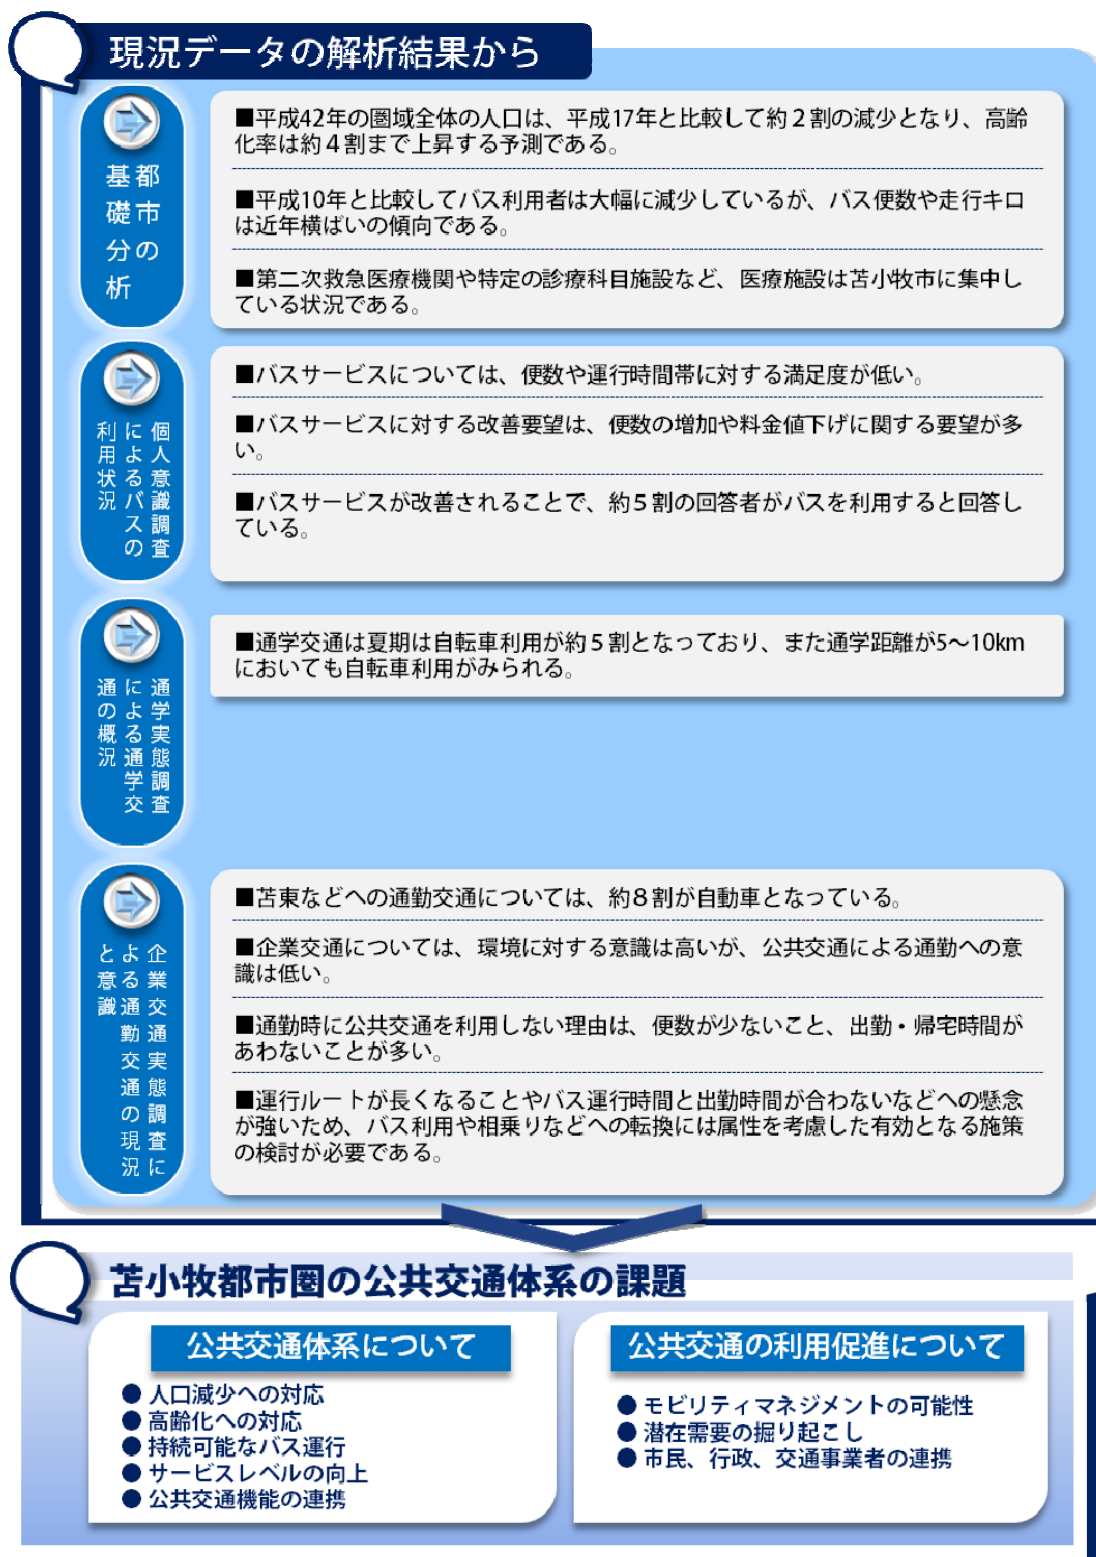 現況データの解析結果から
都市の
基礎分析
■平成42年の圏域全体の人口は、平成17年と比較して約２割の減少となり、高齢
化率は約４割まで上昇する予測である。
■平成10年と比較してバス利用者は大幅に減少しているが、バス便数や走行キロ
は近年横ばいの傾向である。
■第二次救急医療機関や特定の診療科目施設など、医療施設は苫小牧市に集中し
ている状況である。
個人意識調査
によるバスの
利用状況
■バスサービスについては、便数や運行時間帯に対する満足度が低い。
■バスサービスに対する改善要望は、便数の増加や料金値下げに関する要望が多
い。
■バスサービスが改善されることで、約５割の回答者がバスを利用すると回答し
ている。
通学実態調査
による通学交
通の概況
■通学交通は夏期は自転車利用が約５割となっており、また通学距離が5～10km
においても自転車利用がみられる。
企業交通実態調査に
よる通勤交通の現況
と意識
■苫東などへの通勤交通については、約８割が自動車となっている。
■企業交通については、環境に対する意識は高いが、公共交通による通勤への意
識は低い。
■通勤時に公共交通を利用しない理由は、便数が少ないこと、出勤・帰宅時間が
あわないことが多い。
■運行ルートが長くなることやバス運行時間と出勤時間が合わないなどへの懸念
が強いため、バス利用や相乗りなどへの転換には属性を考慮した有効となる施策
の検討が必要である。
苫小牧都市圏の公共交通体系の課題
公共交通体系について
● 人口減少への対応
● 高齢化への対応
● 持続可能なバス運行
● サービスレベルの向上
● 公共交通機能の連携
公共交通の利用促進について
● モビリティマネジメントの可能性
● 潜在需要の掘り起こし
● 市民、行政、交通事業者の連携